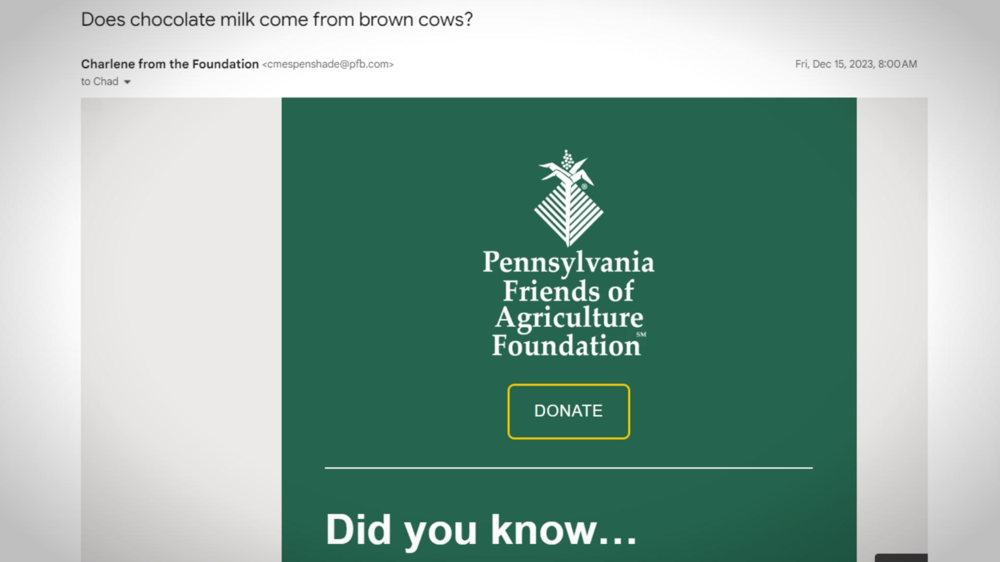 Does chocolate milk come from brown cows?
Charlene from the Foundation <cmespenshade@pfb.com>
Fri, Dec 15, 2023, 8:00 AM
to Chad
®
Pennsylvania
Friends of
Agriculture
Foundation℠
DONATE
Did you know...